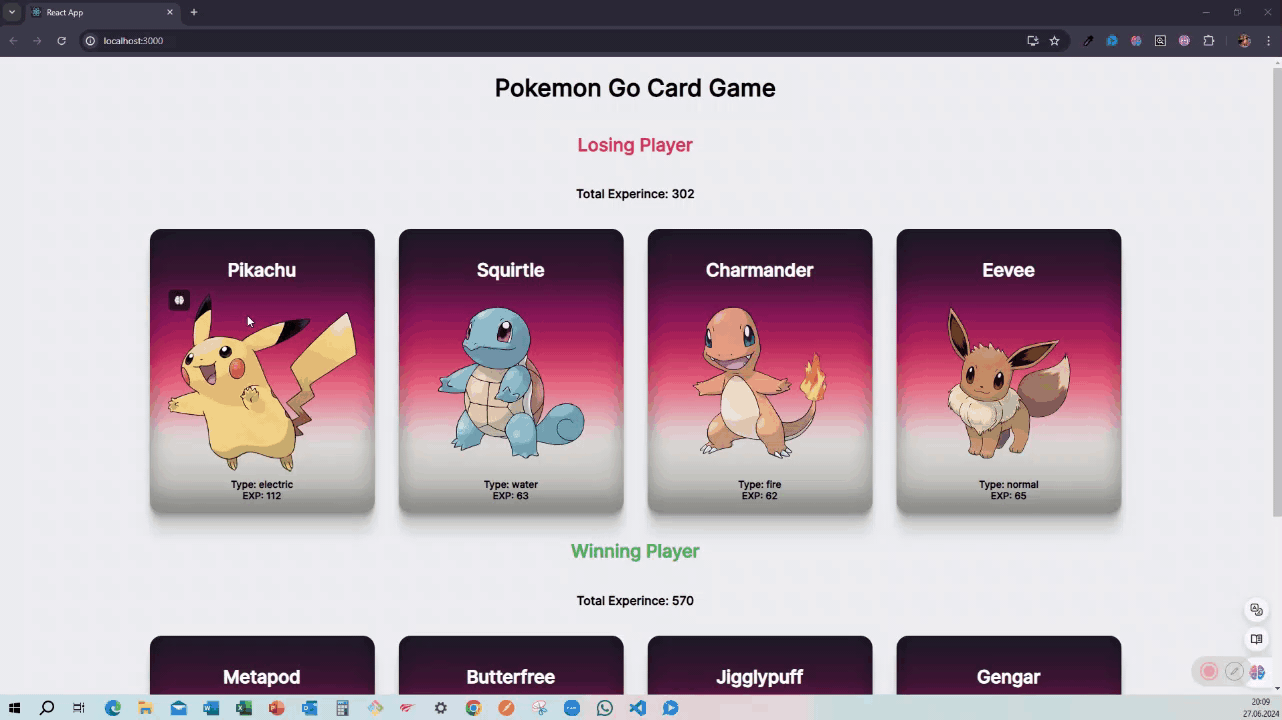 React App
localhost:3000
Pokemon Go Card Game
Losing Player
Total Experince: 302
Pikachu
Squirtle
Charmander
Eevee
Type: electric
EXP: 112
Type: water
EXP: 63
Type: fire
EXP: 62
Type: normal
EXP: 65
Winning Player
Total Experince: 570
Metapod
Butterfree
Jigglypuff
Gengar
20:09
27.06.2024